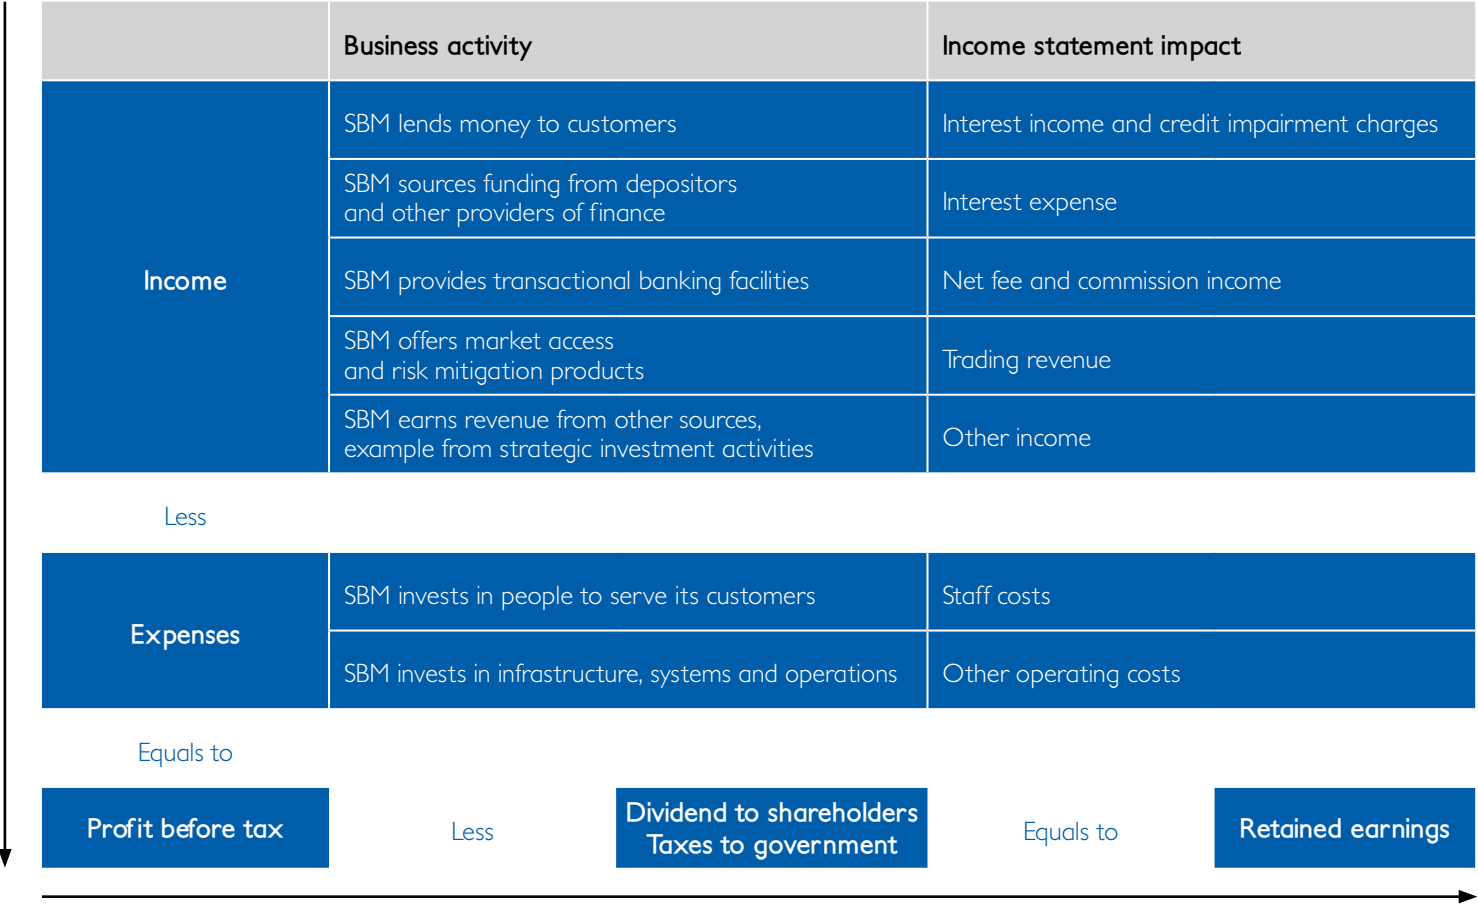 Business activity
Income statement impact
Income
SBM lends money to customers
Interest income and credit impairment charges
SBM sources funding from depositors
and other providers of finance
Interest expense
SBM provides transactional banking facilities
Net fee and commission income
SBM offers market access
and risk mitigation products
Trading revenue
SBM earns revenue from other sources,
example from strategic investment activities
Other income
Less
Expenses
SBM invests in people to serve its customers
Staff costs
SBM invests in infrastructure, systems and operations
Other operating costs
Equals to
Profit before tax
Less
Dividend to shareholders
Taxes to government
Equals to
Retained earnings